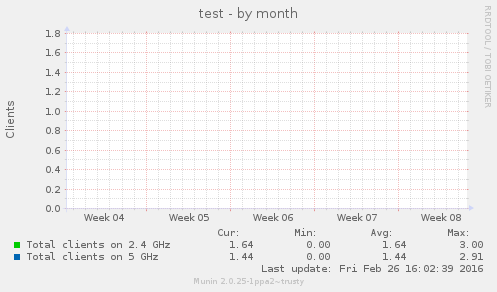 test - by month
RRDTOOL / TOBI OETIKER
Clients
1.8
1.6
1.4
1.2
1.0
0.8
0.6
0.4
0.2
0.0
Week 04 Week 05 Week 06 Week 07 Week 08
Cur: Min: Avg: Max:
Total clients on 2.4 GHz 1.64 0.00 1.64 3.00
Total clients on 5 GHz 1.44 0.00 1.44 2.91
Last update: Fri Feb 26 16:02:39 2016
Munin 2.0.25-1ppa2~trusty